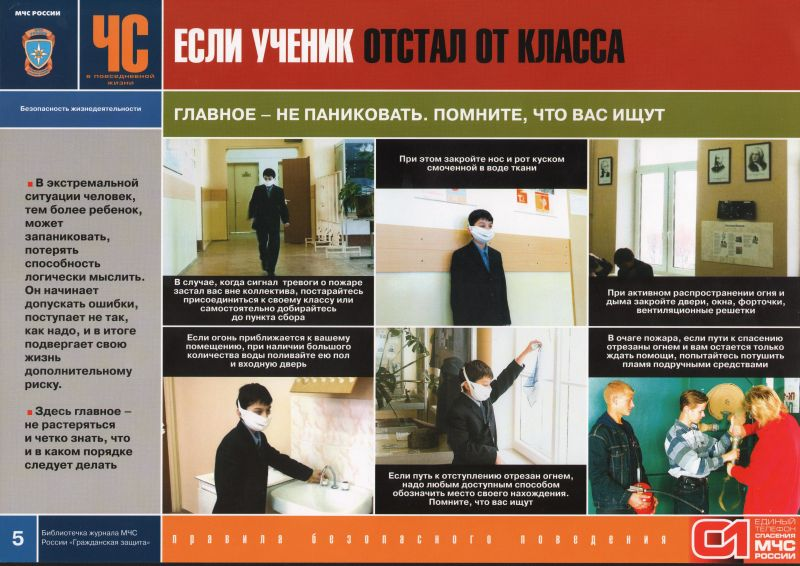 МЧС РОССИИ
ЧС
в повседневной
жизни
ЕСЛИ УЧЕНИК ОТСТАЛ ОТ КЛАССА
Безопасность жизнедеятельности
ГЛАВНОЕ – НЕ ПАНИКОВАТЬ. ПОМНИТЕ, ЧТО ВАС ИЩУТ
В экстремальной
ситуации человек,
тем более ребенок,
может
запаниковать,
потерять
способность
логически мыслить.
Он начинает
допускать ошибки,
поступает не так,
как надо, и в итоге
подвергает свою
жизнь
дополнительному
риску.
Здесь главное –
не растеряться
и четко знать, что
и в каком порядке
следует делать
В случае, когда сигнал тревоги о пожаре
застал вас вне коллектива, постарайтесь
присоединиться к своему классу или
самостоятельно добирайтесь
до пункта сбора
При этом закройте нос и рот куском
смоченной в воде ткани
При активном распространении огня и
дыма закройте двери, окна, форточки,
вентиляционные решетки
Если огонь приближается к вашему
помещению, при наличии большого
количества воды поливайте ею пол
и входную дверь
Если путь к отступлению отрезан огнем,
надо любым доступным способом
обозначить место своего нахождения.
Помните, что вас ищут
В очаге пожара, если пути к спасению
отрезаны огнем и вам остается только
ждать помощи, попытайтесь потушить
пламя подручными средствами
5
Библиотечка журнала МЧС
России «Гражданская защита»
правила безопасного поведения
01
ЕДИНЫЙ
ТЕЛЕФОН
СПАСЕНИЯ
МЧС
РОССИИ